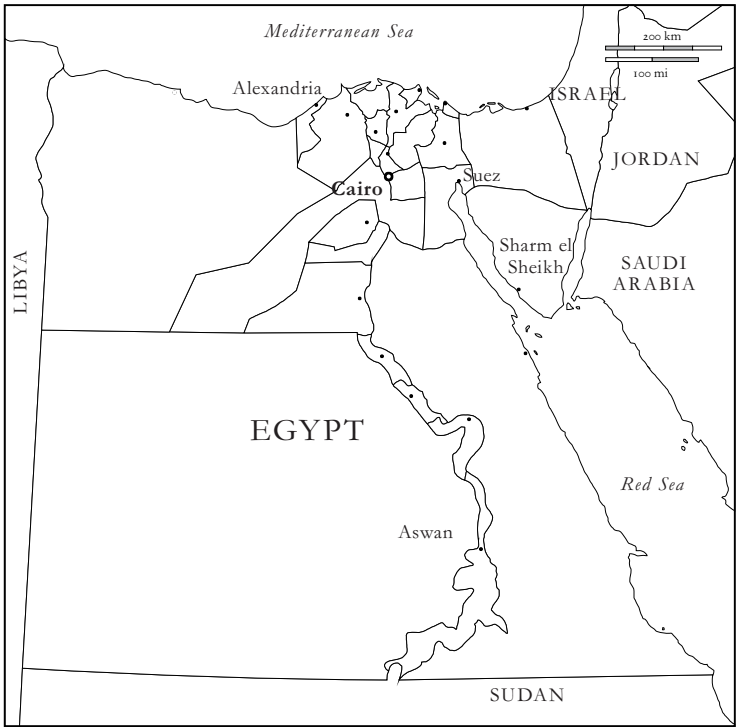 Mediterranean Sea
200 km
100 mi
Alexandria
ISRAEL
JORDAN
Cairo
Suez
Sharm el
Sheikh
SAUDI
ARABIA
LIBYA
EGYPT
Red Sea
Aswan
SUDAN